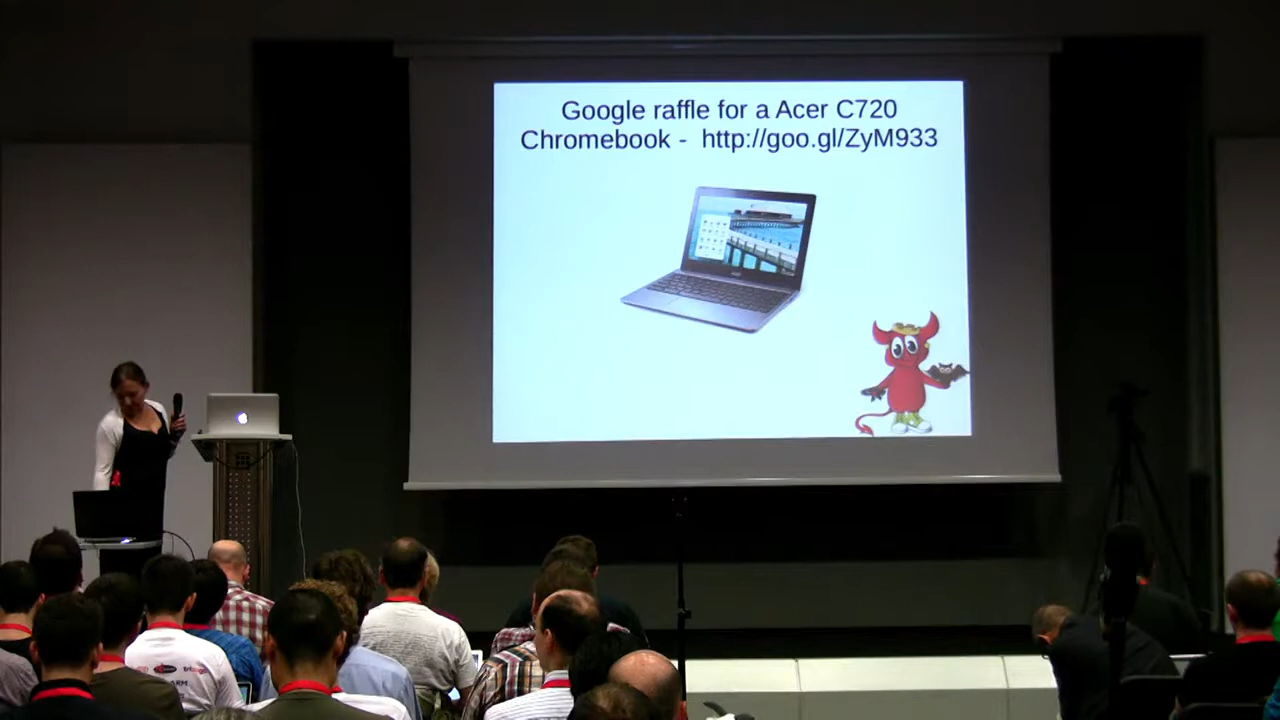 Google raffle for a Acer C720
Chromebook - http://goo.gl/ZyM933